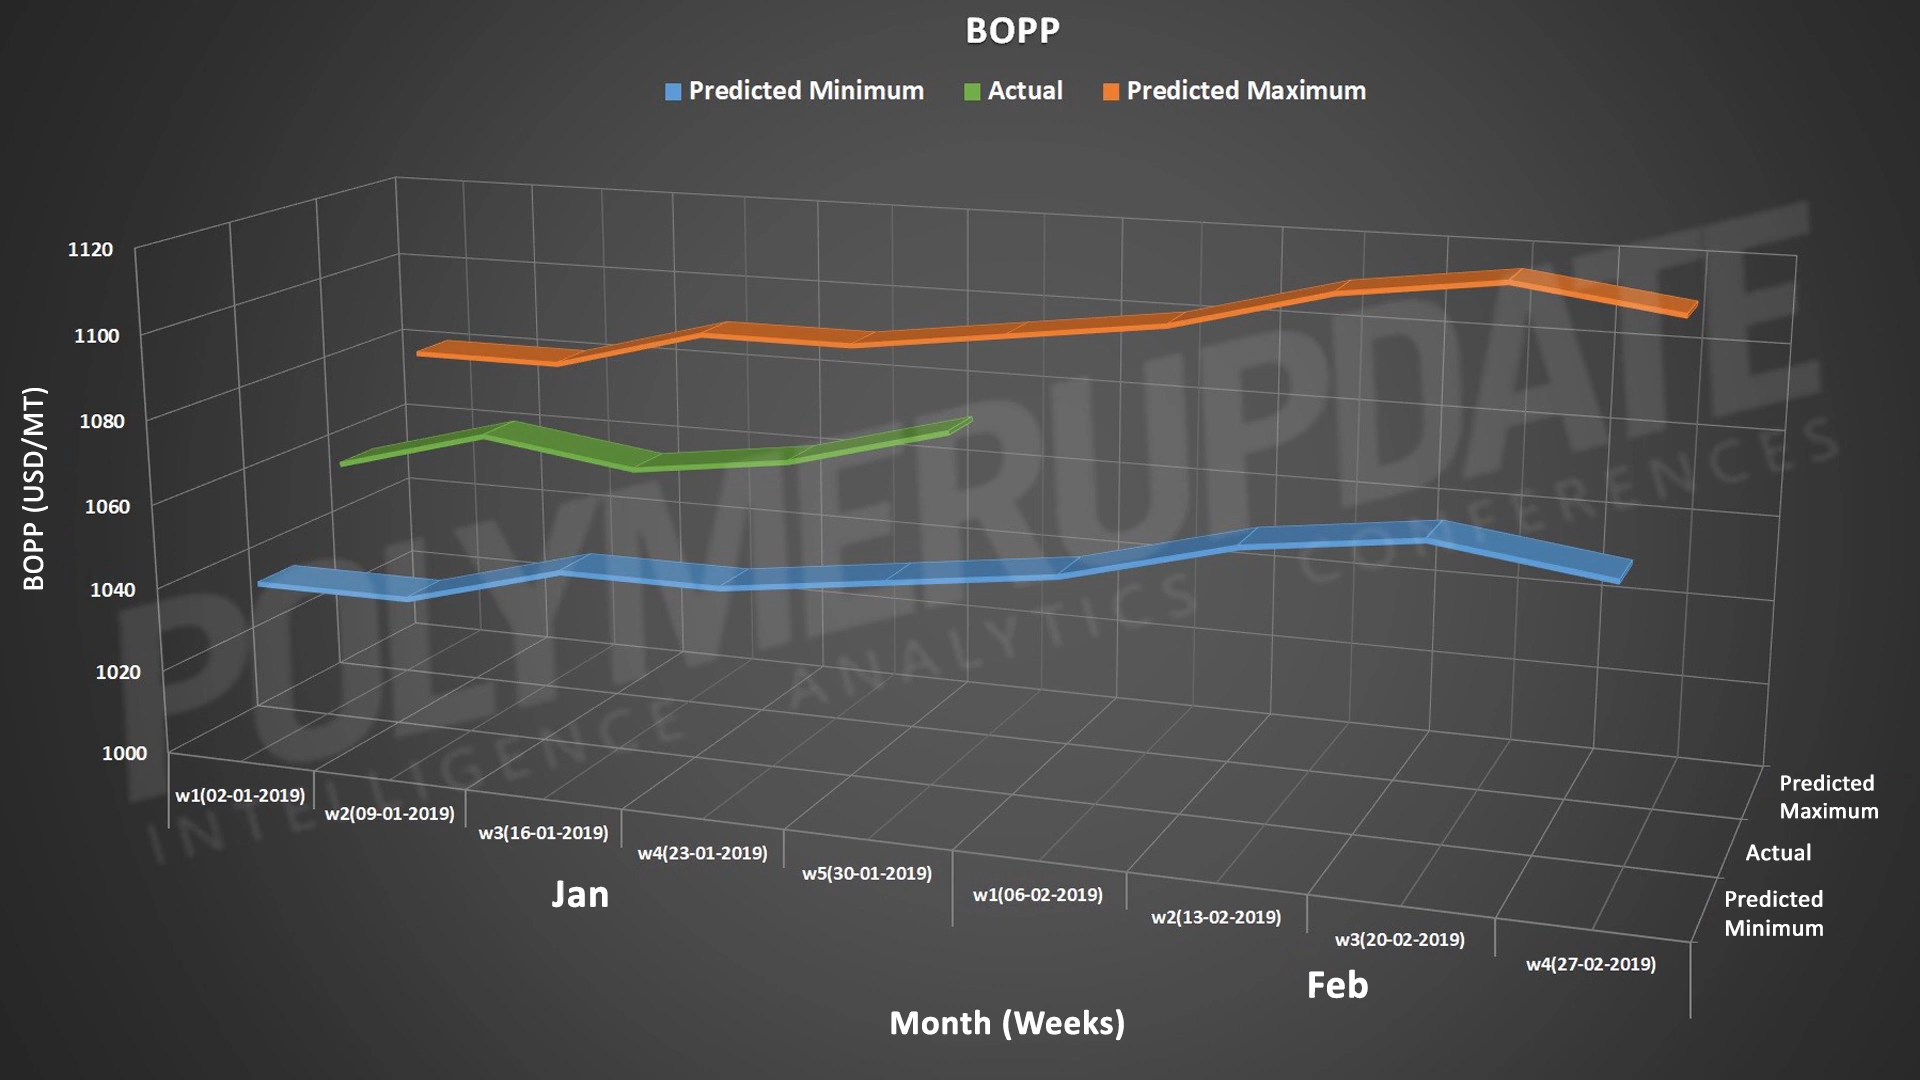 BOPP
Predicted Minimum
Actual
Predicted Maximum
BOPP (USD/MT)
1120
1100
1080
1060
1040
1020
1000
w1(02-01-2019)
w2(09-01-2019)
w3(16-01-2019)
w4(23-01-2019)
w5(30-01-2019)
w1(06-02-2019)
w2(13-02-2019)
w3(20-02-2019)
w4(27-02-2019)
Jan
Feb
Month (Weeks)
Predicted
Maximum
Actual
Predicted
Minimum
POLYMERUPDATE
INTELLIGENCE ANALYTICS CONFERENCES